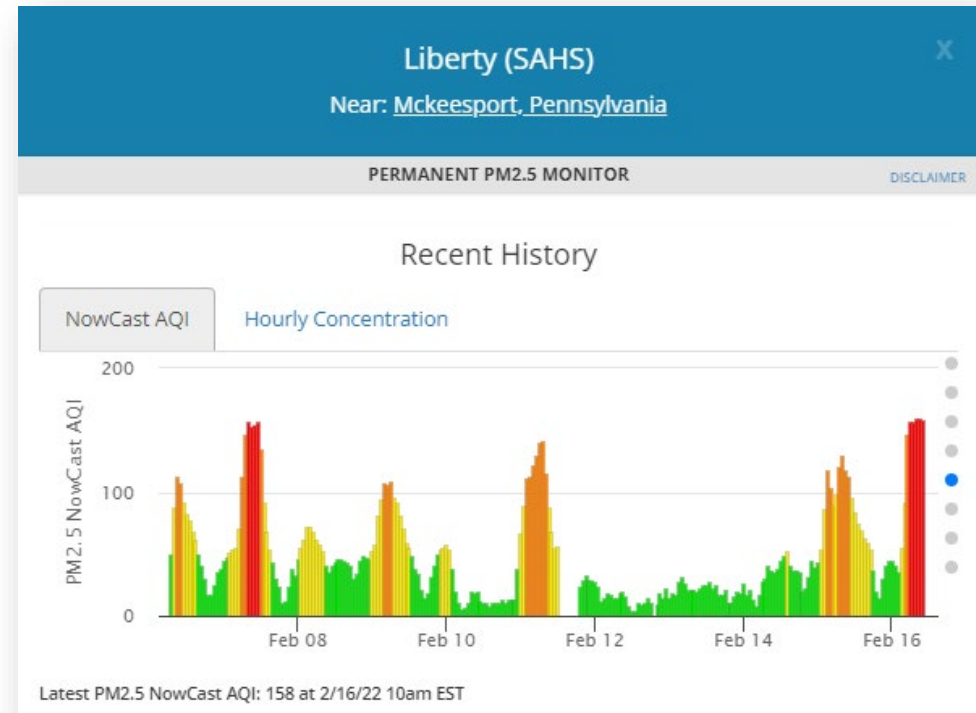 Liberty (SAHS)
X
Near: Mckeesport, Pennsylvania
PERMANENT PM2.5 MONITOR
DISCLAIMER
Recent History
NowCast AQI
Hourly Concentration
PM2.5 NowCast AQI
200
100
0
Feb 08
Feb 10
Feb 12
Feb 14
Feb 16
Latest PM2.5 NowCast AQI: 158 at 2/16/22 10am EST